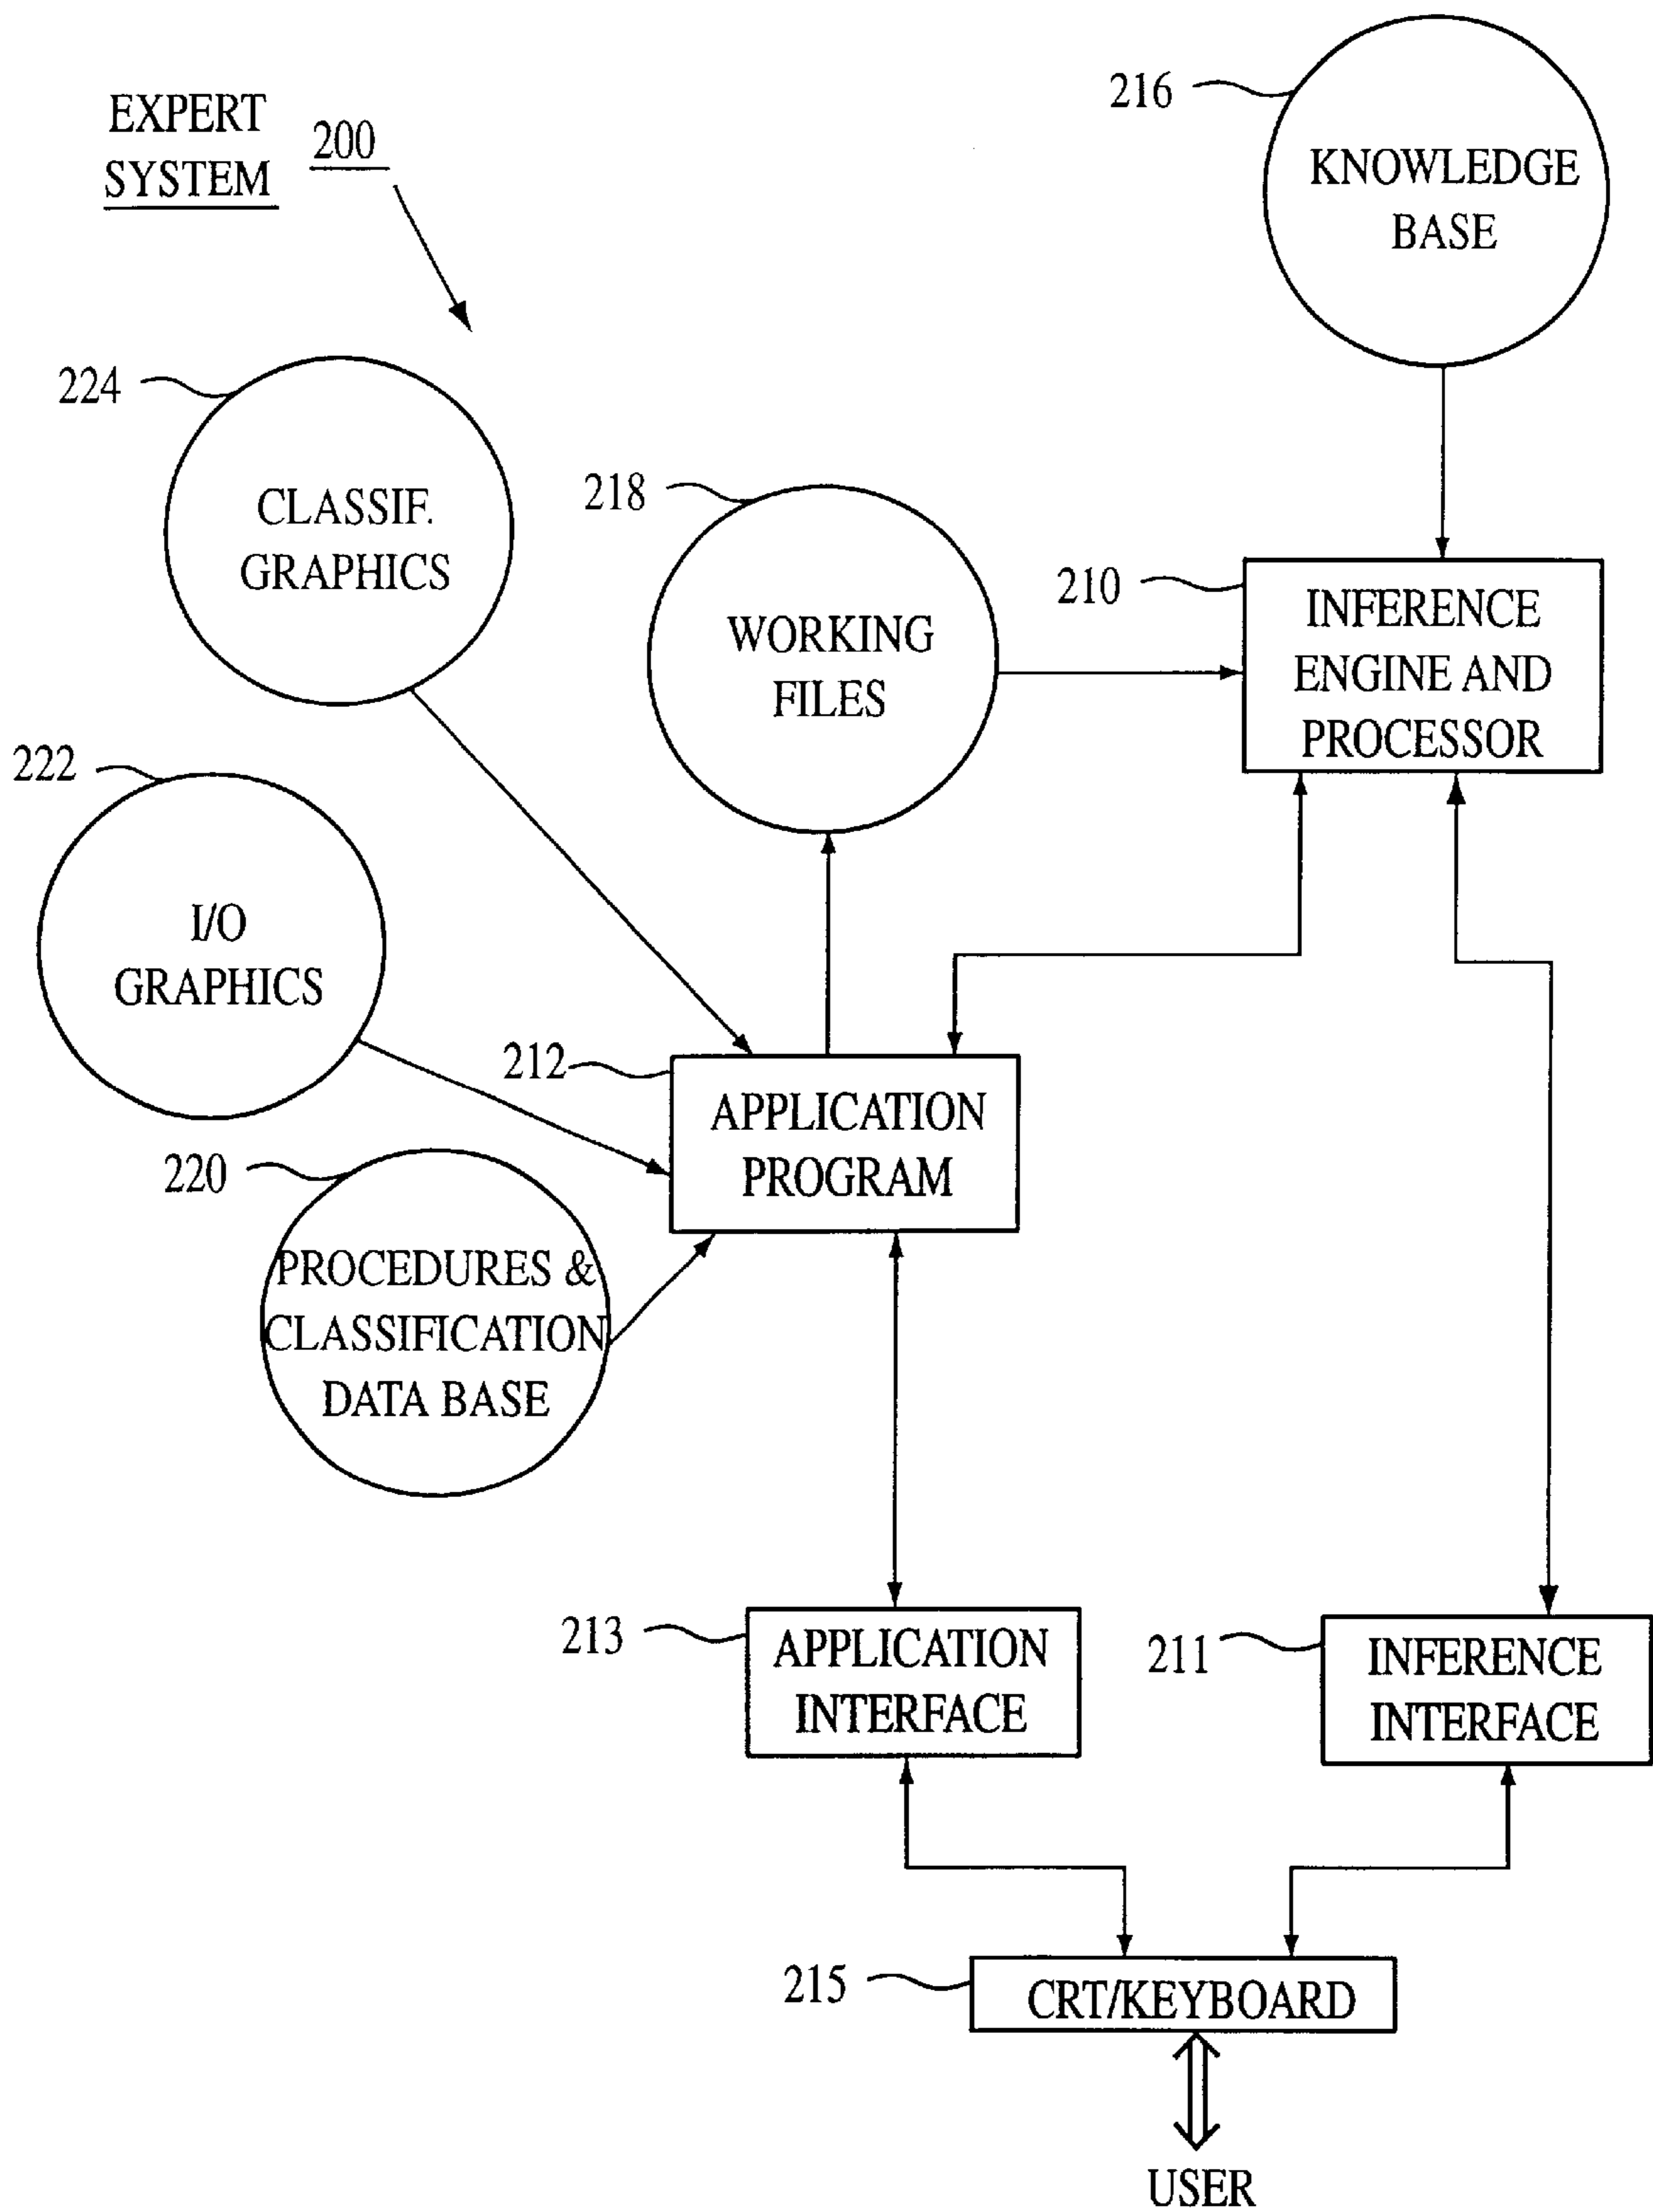 EXPERT
SYSTEM
200
216
KNOWLEDGE
BASE
224
CLASSIF.
GRAPHICS
218
WORKING
FILES
210
INFERENCE
ENGINE AND
PROCESSOR
222
I/O
GRAPHICS
212
APPLICATION
PROGRAM
220
PROCEDURES &
CLASSIFICATION
DATA BASE
213
APPLICATION
INTERFACE
211
INFERENCE
INTERFACE
215
CRT/KEYBOARD
USER